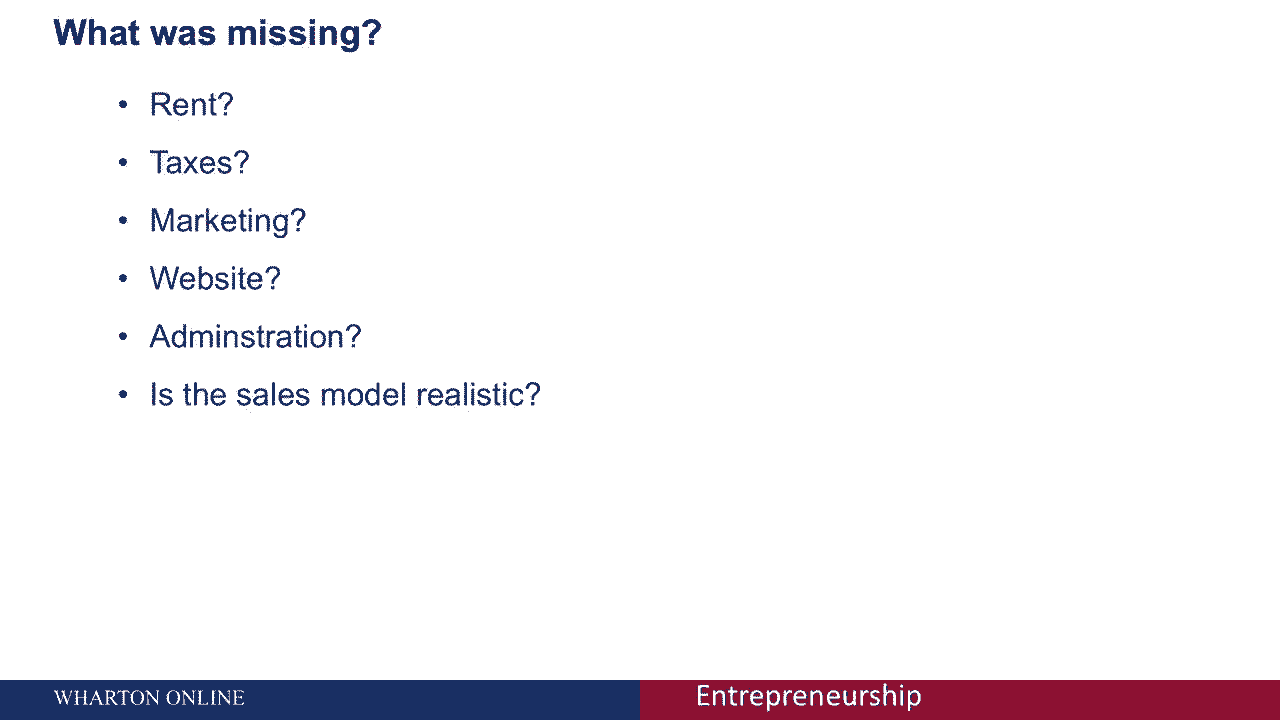 What was missing?
• Rent?
• Taxes?
• Marketing?
• Website?
• Adminstration?
• Is the sales model realistic?
WHARTON ONLINE
Entrepreneurship